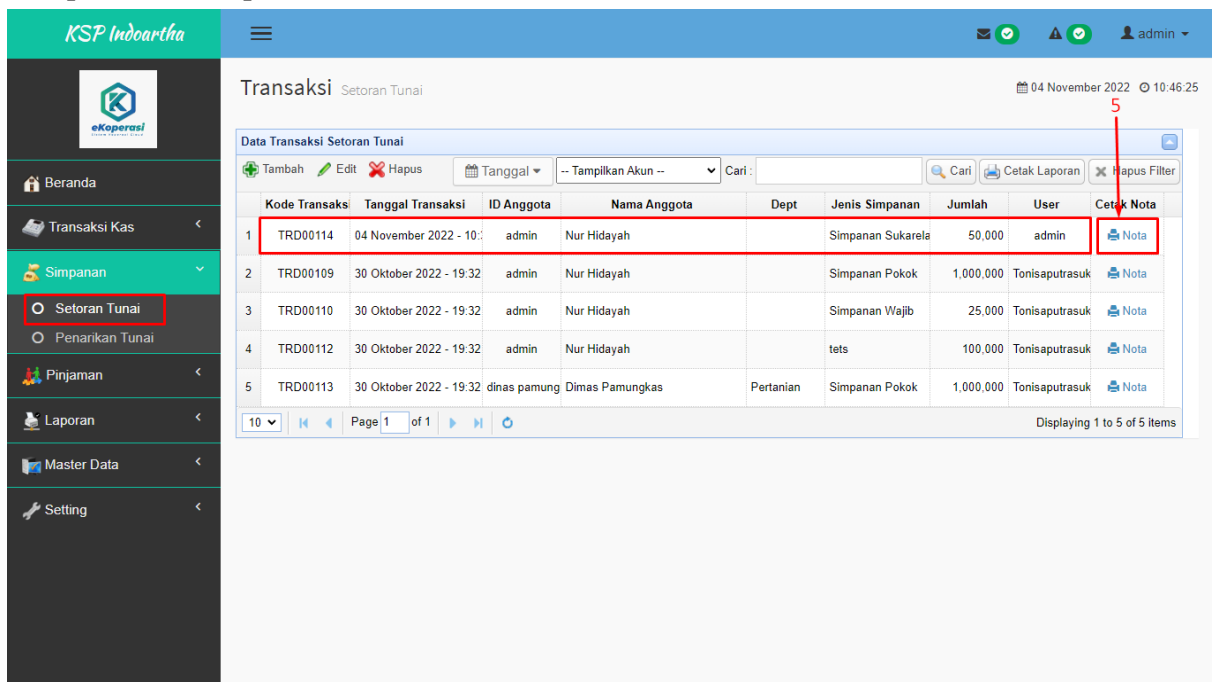 KSP Indoartha
admin
eKoperasi
Beranda
Transaksi Kas
Simpanan
Setoran Tunai
Penarikan Tunai
Pinjaman
Laporan
Master Data
Setting
Transaksi Setoran Tunai
04 November 2022 10:46:25
5
Data Transaksi Setoran Tunai
Tambah Edit Hapus Tanggal -- Tampilkan Akun -- Cari : Cari Cetak Laporan Hapus Filter
Kode Transaks Tanggal Transaksi ID Anggota Nama Anggota Dept Jenis Simpanan Jumlah User Cetak Nota
1 TRD00114 04 November 2022 - 10: admin Nur Hidayah Simpanan Sukarela 50,000 admin Nota
2 TRD00109 30 Oktober 2022 - 19:32 admin Nur Hidayah Simpanan Pokok 1,000,000 Tonisaputrasuk Nota
3 TRD00110 30 Oktober 2022 - 19:32 admin Nur Hidayah Simpanan Wajib 25,000 Tonisaputrasuk Nota
4 TRD00112 30 Oktober 2022 - 19:32 admin Nur Hidayah tets 100,000 Tonisaputrasuk Nota
5 TRD00113 30 Oktober 2022 - 19:32 dinas pamung Dimas Pamungkas Pertanian Simpanan Pokok 1,000,000 Tonisaputrasuk Nota
10 Page 1 of 1 Displaying 1 to 5 of 5 items